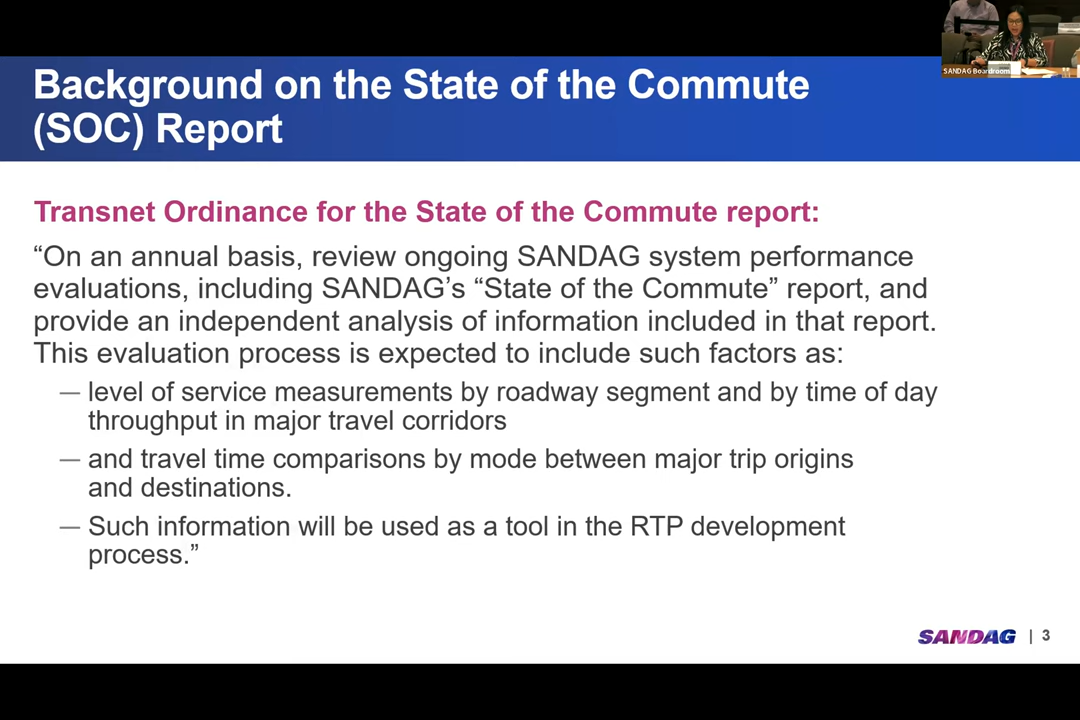 SANDAG Boardroom
Background on the State of the Commute
(SOC) Report
Transnet Ordinance for the State of the Commute report:
“On an annual basis, review ongoing SANDAG system performance
evaluations, including SANDAG’s “State of the Commute” report, and
provide an independent analysis of information included in that report.
This evaluation process is expected to include such factors as:
— level of service measurements by roadway segment and by time of day
throughput in major travel corridors
— and travel time comparisons by mode between major trip origins
and destinations.
— Such information will be used as a tool in the RTP development
process.”
SANDAG | 3